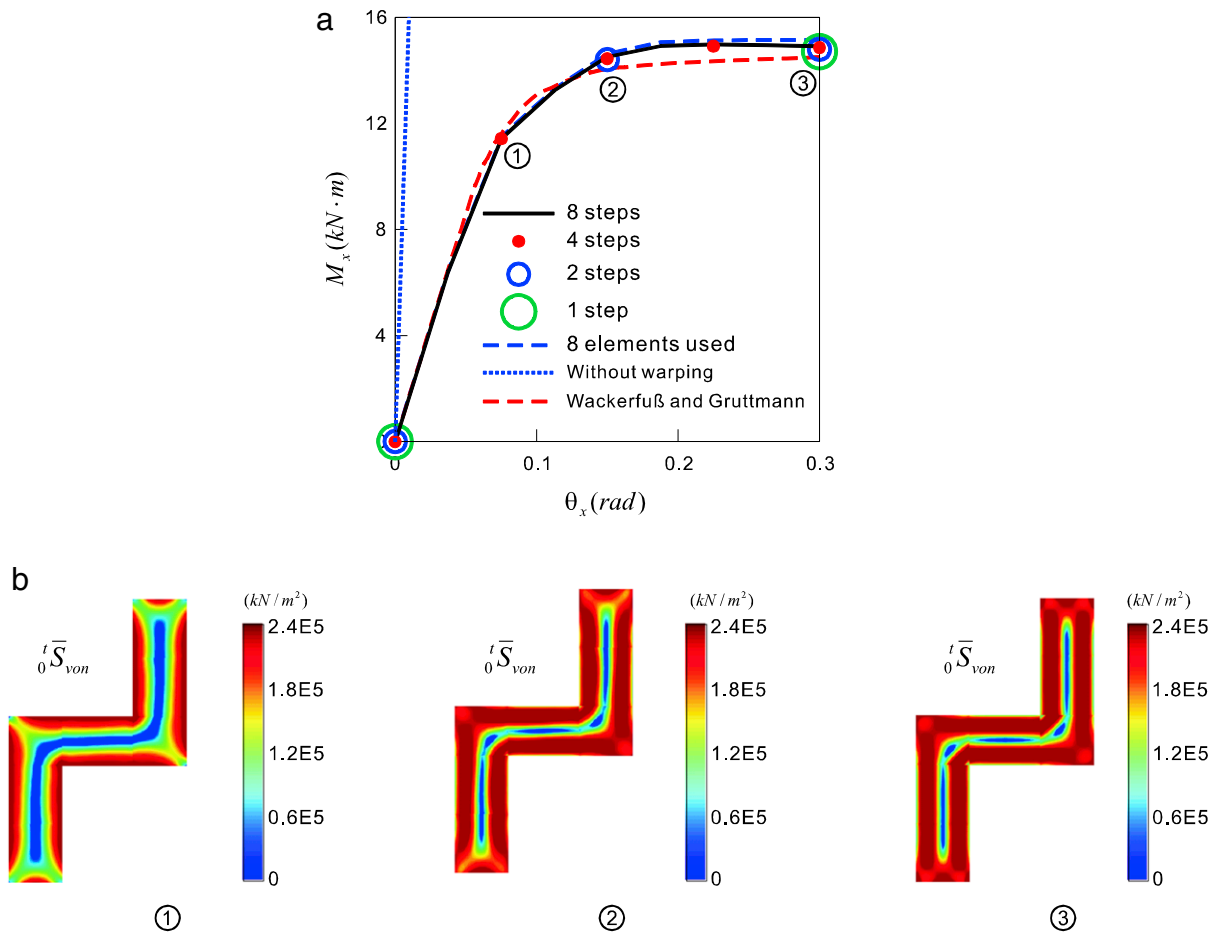 a
16
12
8
4
0
0
0.1
0.2
0.3
M_x (kN · m)
θ_x (rad)
①
②
③
8 steps
4 steps
2 steps
1 step
8 elements used
Without warping
Wackerfuß and Gruttmann
b
(kN / m²)
ᵗ₀S̅_von
2.4E5
1.8E5
1.2E5
0.6E5
0
①
(kN / m²)
ᵗ₀S̅_von
2.4E5
1.8E5
1.2E5
0.6E5
0
②
(kN / m²)
ᵗ₀S̅_von
2.4E5
1.8E5
1.2E5
0.6E5
0
③